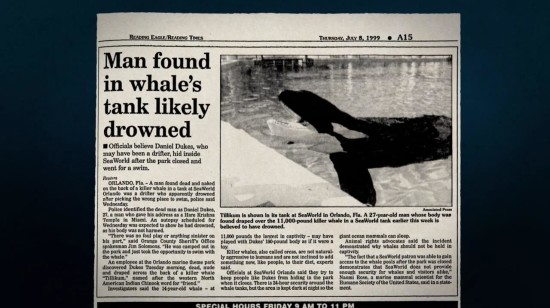 READING EAGLE/READING TIMES
THURSDAY, JULY 8, 1999 ● A15
Man found
in whale's
tank likely
drowned
■ Officials believe Daniel Dukes, who
may have been a drifter, hid inside
SeaWorld after the park closed and
went for a swim.
Reuters
ORLANDO, Fla. – A man found dead and naked
on the back of a killer whale in a tank at SeaWorld
Orlando was a drifter who apparently drowned
after picking the wrong place to swim, police said
Wednesday.
Police identified the dead man as Daniel Dukes,
27, a man who gave his address as a Hare Krishna
Temple in Miami. An autopsy scheduled for
Wednesday was expected to show he had drowned,
as his body was not harmed.
"There was no foul play or anything sinister on
his part," said Orange County Sheriff's Office
spokesman Jim Solomons. "He was camped out in
the park and just took the opportunity to swim with
the whale."
An employee at the Orlando marine theme park
discovered Dukes Tuesday morning, dead, nude
and draped across the back of a killer whale
"Tillikum," named after the western North
American Indian Chinook word for "friend."
Investigators said the 14-year-old whale – at
Associated Press
Tillikum is shown in its tank at SeaWorld in Orlando, Fla. A 27-year-old man whose body was
found draped over the 11,000-pound killer whale in a SeaWorld tank earlier this week is
believed to have drowned.
11,000 pounds the largest in captivity – may have
played with Dukes' 180-pound body as if it were a
toy.
Killer whales, also called orcas, are not natural-
ly aggressive to humans and are not inclined to add
something new, like people, to their diet, experts
said.
Officials at SeaWorld Orlando said they try to
keep people like Dukes from hiding in the park
when it closes. There is 24-hour security around the
whale tanks, but the area is kept dark at night so the
giant ocean mammals can sleep.
Animal rights advocates said the incident
demonstrated why whales should not be held in
captivity.
"The fact that a SeaWorld patron was able to gain
access to the whale pools after the park was closed
demonstrates that SeaWorld does not provide
enough security for whales and visitors alike,"
Naomi Rose, a marine mammal scientist for the
Humane Society of the United States, said in a state-
ment.
SPECIAL HOURS FRIDAY 9 AM TO 11 PM